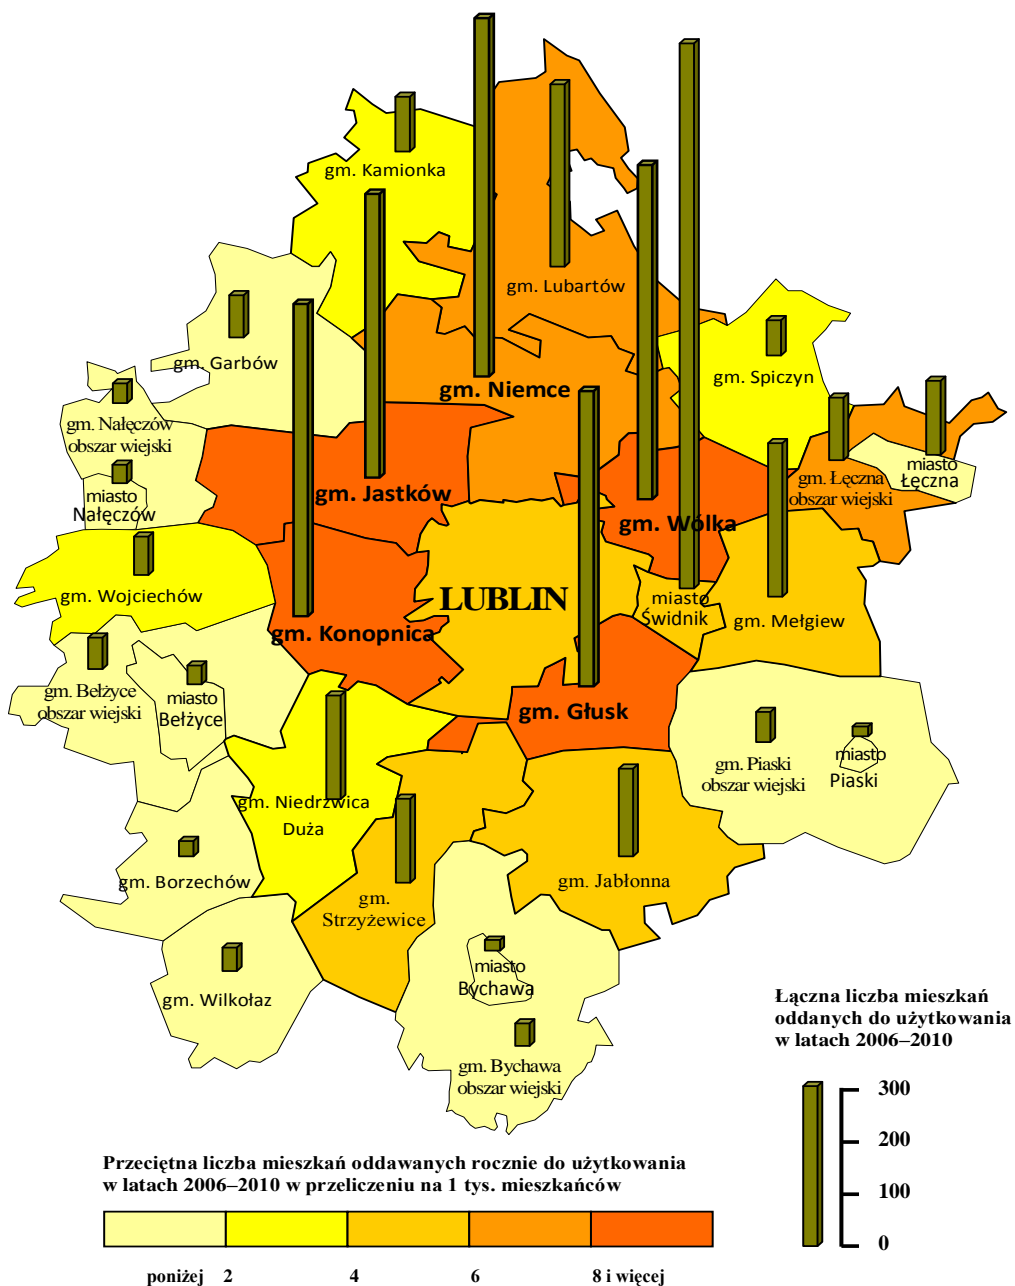 gm. Kamionka
gm. Lubartów
gm. Garbów
gm. Niemce
gm. Spiczyn
gm. Nałęczów
obszar wiejski
miasto
Nałęczów
gm. Jastków
gm. Wólka
gm. Łęczna
obszar wiejski
miasto
Łęczna
gm. Wojciechów
LUBLIN
miasto
Świdnik
gm. Mełgiew
gm. Konopnica
gm. Bełżyce
obszar wiejski
miasto
Bełżyce
gm. Głusk
gm. Piaski
obszar wiejski
miasto
Piaski
gm. Niedrzwica
Duża
gm. Borzechów
gm.
Strzyżewice
gm. Jabłonna
gm. Wilkołaz
miasto
Bychawa
gm. Bychawa
obszar wiejski
Łączna liczba mieszkań
oddanych do użytkowania
w latach 2006–2010
300
200
100
0
Przeciętna liczba mieszkań oddawanych rocznie do użytkowania
w latach 2006–2010 w przeliczeniu na 1 tys. mieszkańców
poniżej 2 4 6 8 i więcej